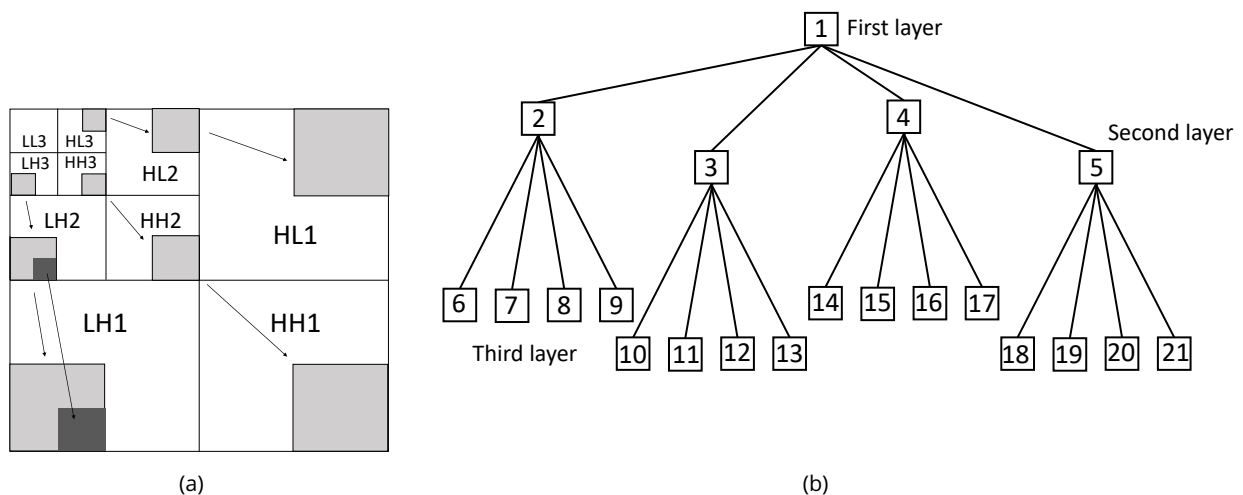 LL3 HL3
LH3 HH3
HL2
LH2 HH2
HL1
LH1 HH1
(a)
1 First layer
2 4
3 5 Second layer
6 7 8 9 14 15 16 17
Third layer
10 11 12 13 18 19 20 21
(b)